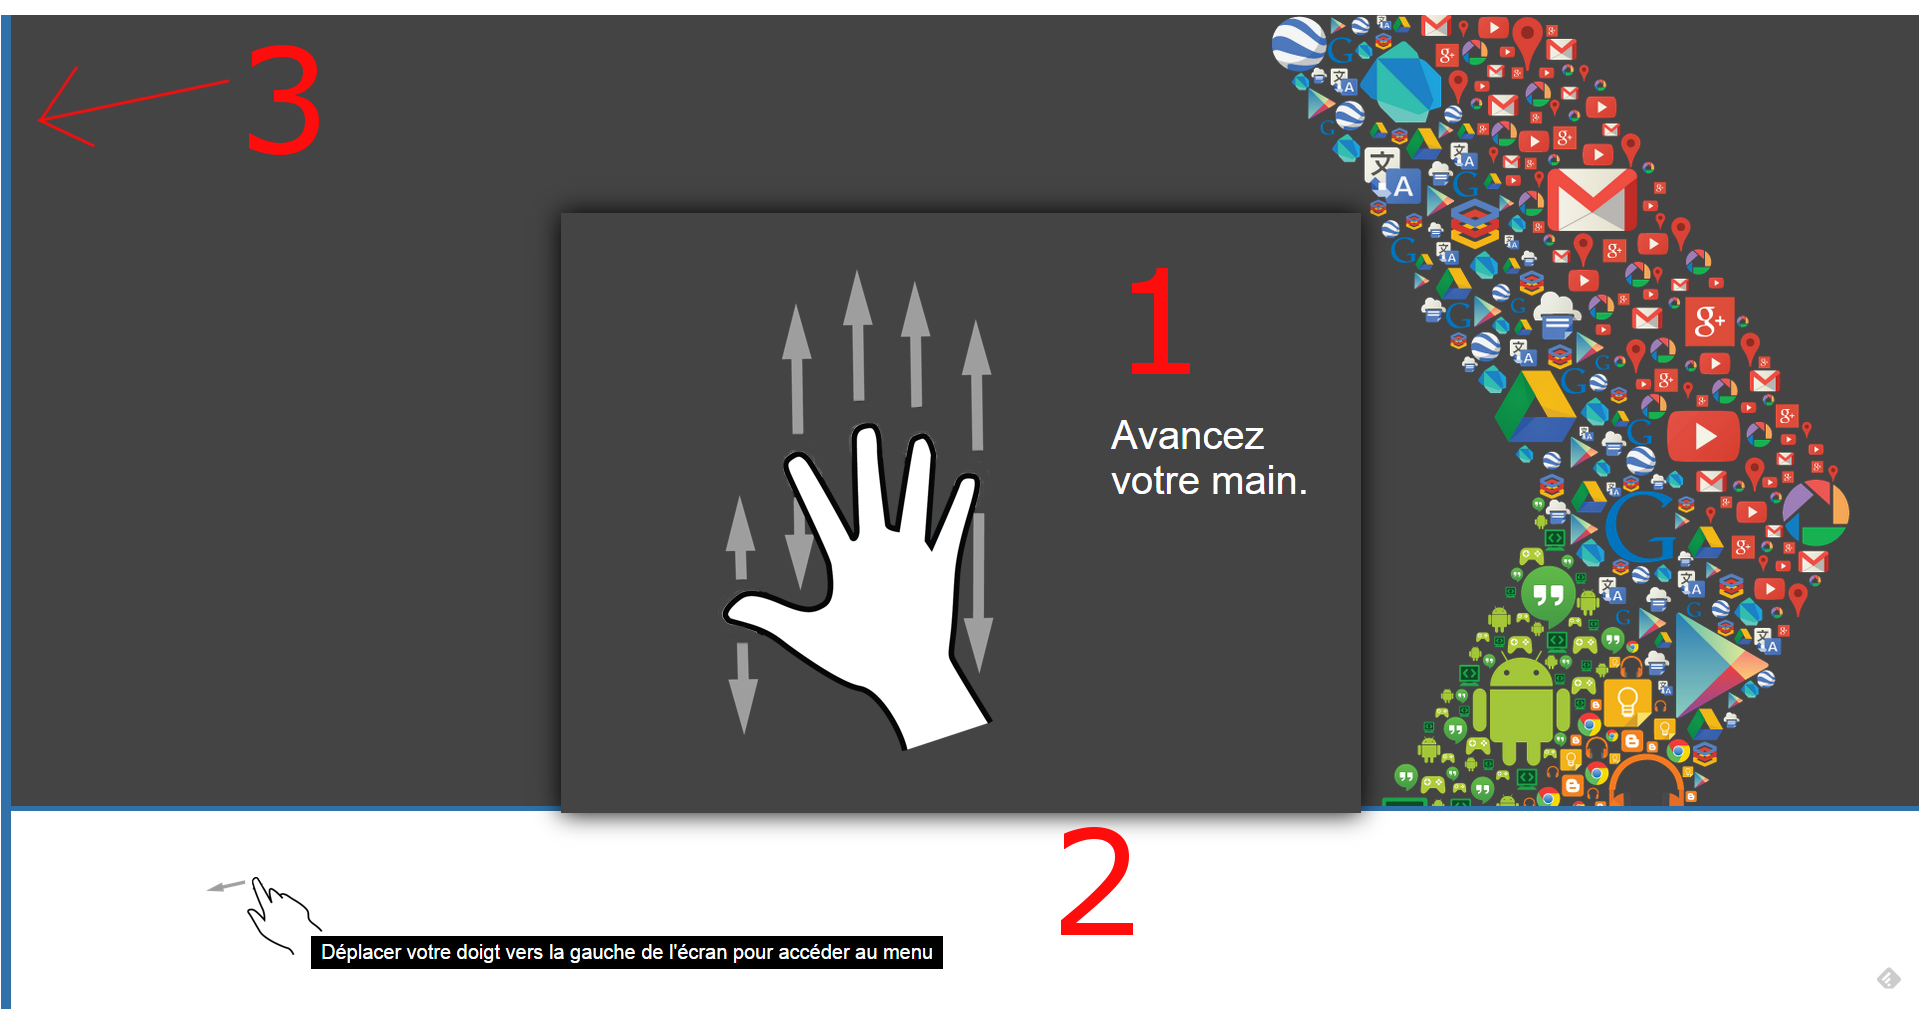 3
1
Avancez
votre main.
2
Déplacer votre doigt vers la gauche de l'écran pour accéder au menu